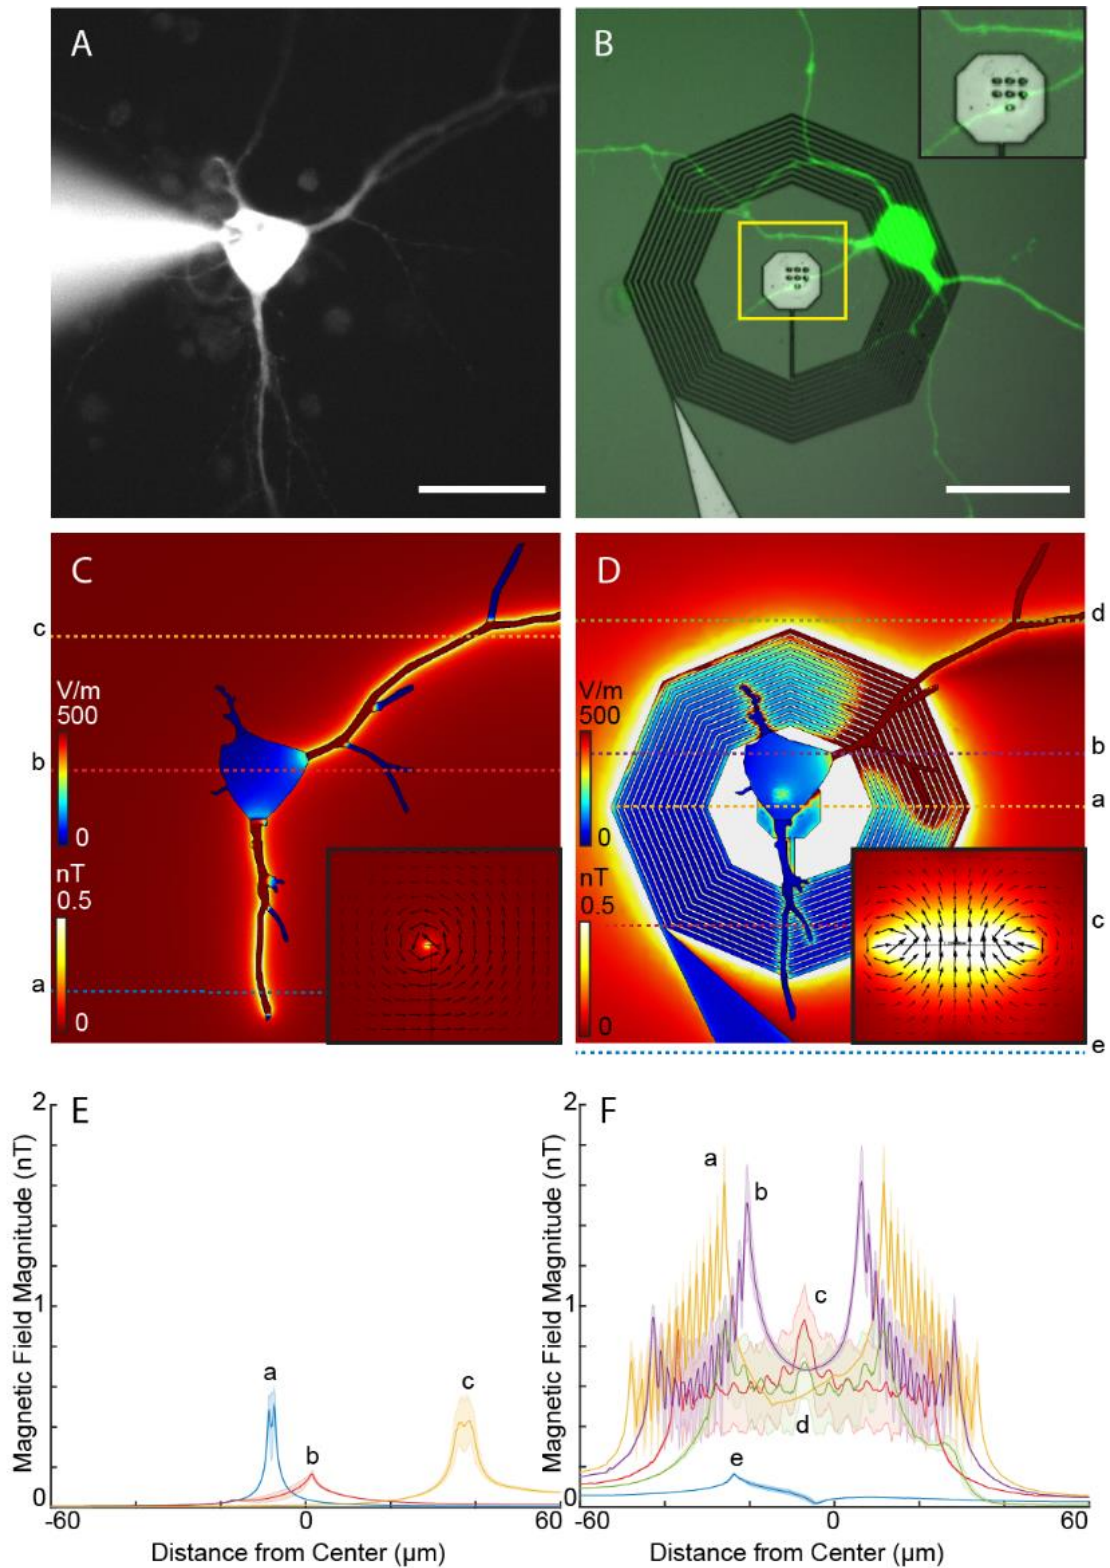 A
B
C
D
c
V/m
500
b
0
nT
0.5
a
0
d
V/m
500
b
a
0
nT
0.5
c
0
e
E
2
Magnetic Field Magnitude (nT)
1
0
a
b
c
-60
0
60
Distance from Center (µm)
F
2
Magnetic Field Magnitude (nT)
1
0
a
b
c
d
e
-60
0
60
Distance from Center (µm)